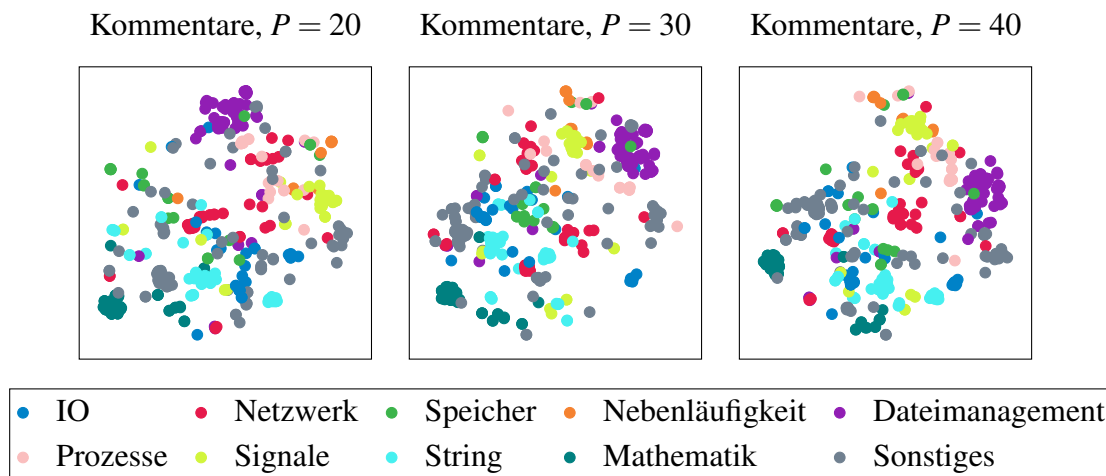 Kommentare, P = 20 Kommentare, P = 30 Kommentare, P = 40
IO Netzwerk Speicher Nebenläufigkeit Dateimanagement
Prozesse Signale String Mathematik Sonstiges